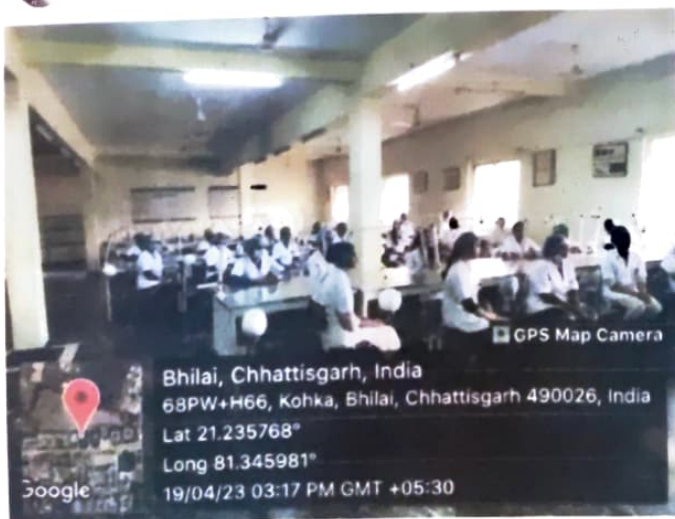 GPS Map Camera
Bhilai, Chhattisgarh, India
68PW+H66, Kohka, Bhilai, Chhattisgarh 490026, India
Lat 21.235768°
Long 81.345981°
Google
19/04/23 03:17 PM GMT +05:30